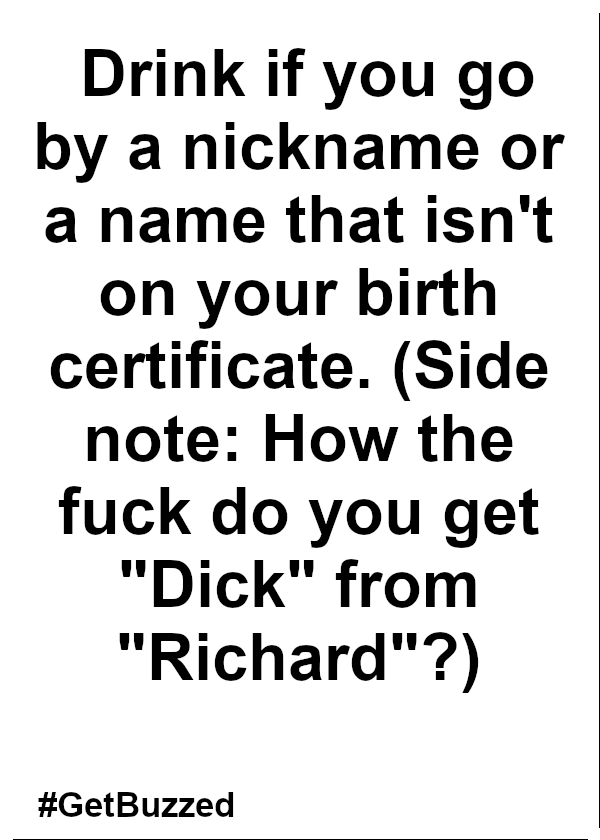 Drink if you go
by a nickname or
a name that isn't
on your birth
certificate. (Side
note: How the
fuck do you get
"Dick" from
"Richard"?)
#GetBuzzed